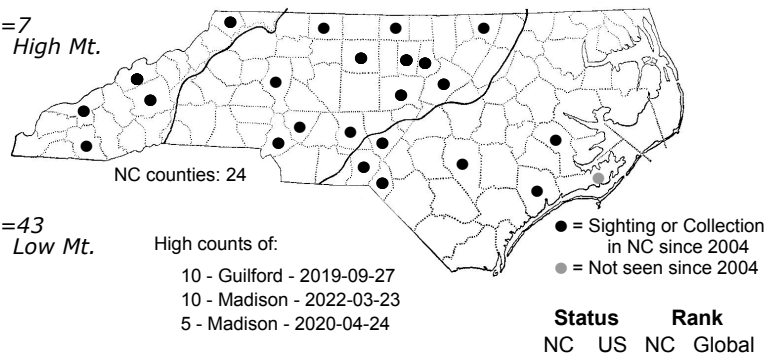 =7
High Mt.
NC counties: 24
=43
Low Mt.
High counts of:
10 - Guilford - 2019-09-27
10 - Madison - 2022-03-23
5 - Madison - 2020-04-24
● = Sighting or Collection
in NC since 2004
● = Not seen since 2004
Status Rank
NC US NC Global